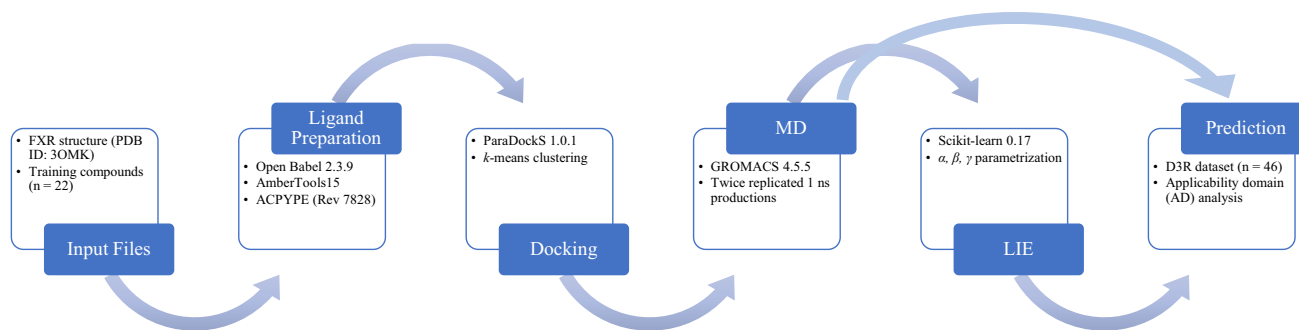 • FXR structure (PDB
ID: 3OMK)
• Training compounds
(n = 22)
Input Files
Ligand
Preparation
• Open Babel 2.3.9
• AmberTools15
• ACPYPE (Rev 7828)
• ParaDockS 1.0.1
• k-means clustering
Docking
MD
• GROMACS 4.5.5
• Twice replicated 1 ns
productions
• Scikit-learn 0.17
• α, β, γ parametrization
LIE
Prediction
• D3R dataset (n = 46)
• Applicability domain
(AD) analysis